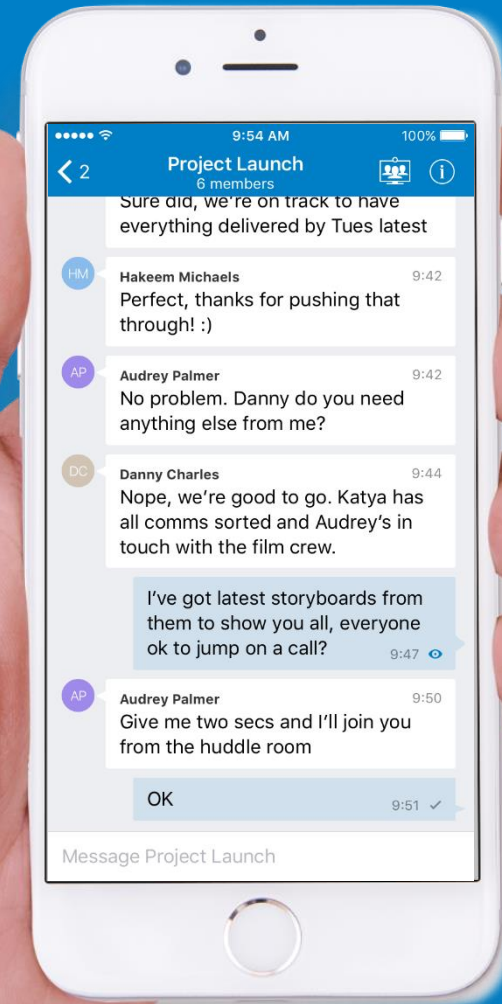 9:54 AM
100%
2
Project Launch
6 members
Sure did, we're on track to have
everything delivered by Tues latest
HM
Hakeem Michaels
9:42
Perfect, thanks for pushing that
through! :)
AP
Audrey Palmer
9:42
No problem. Danny do you need
anything else from me?
DC
Danny Charles
9:44
Nope, we're good to go. Katya has
all comms sorted and Audrey's in
touch with the film crew.
I've got latest storyboards from
them to show you all, everyone
ok to jump on a call?
9:47
AP
Audrey Palmer
9:50
Give me two secs and I'll join you
from the huddle room
OK
9:51
Message Project Launch